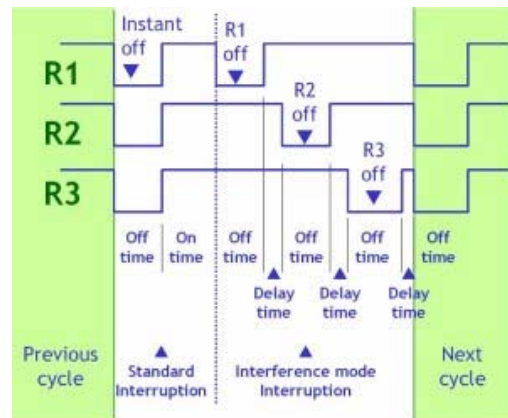 Instant
off
R1
off
R1
R2
off
R2
R3
off
R3
Off
time
On
time
Off
time
Off
time
Off
time
Off
time
Delay
time
Delay
time
Delay
time
Previous
cycle
Standard
Interruption
Interference mode
Interruption
Next
cycle